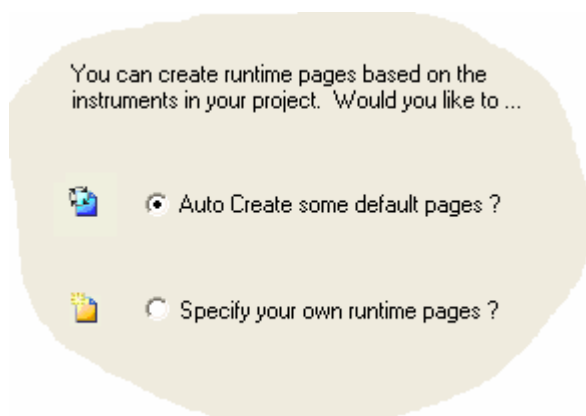 You can create runtime pages based on the
instruments in your project.  Would you like to ...
Auto Create some default pages ?
Specify your own runtime pages ?